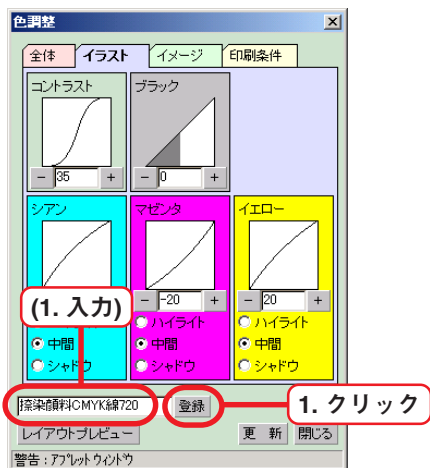 色調整
全体 イラスト イメージ 印刷条件
コントラスト ブラック
− 35 + − 0 +
シアン マゼンタ イエロー
(1. 入力) − -20 + − 20 +
ハイライト ハイライト
中間 中間 中間
シャドウ シャドウ シャドウ
捺染顔料CMYK綿720 登録 1. クリック
レイアウトプレビュー 更 新 閉じる
警告 : アプレット ウィンドウ